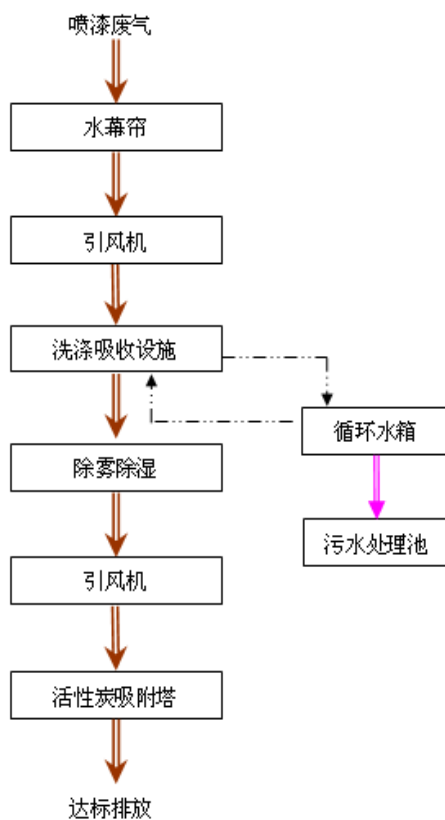 喷漆废气
水幕帘
引风机
洗涤吸收设施
循环水箱
除雾除湿
污水处理池
引风机
活性炭吸附塔
达标排放